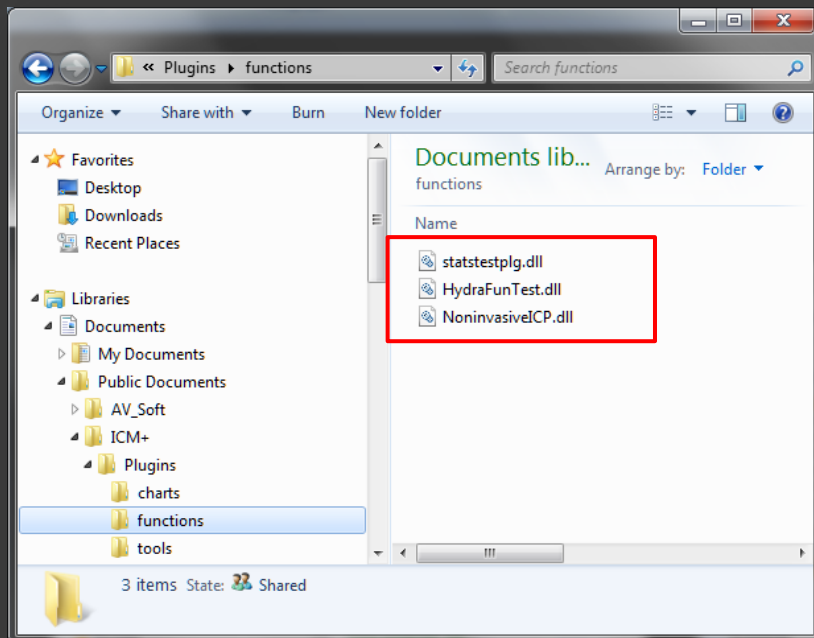 « Plugins ▸ functions
Search functions
Organize Share with Burn New folder
Favorites
Desktop
Downloads
Recent Places
Libraries
Documents
My Documents
Public Documents
AV_Soft
ICM+
Plugins
charts
functions
tools
Documents lib...
functions
Arrange by: Folder
Name
statstestplg.dll
HydraFunTest.dll
NoninvasiveICP.dll
3 items State: Shared